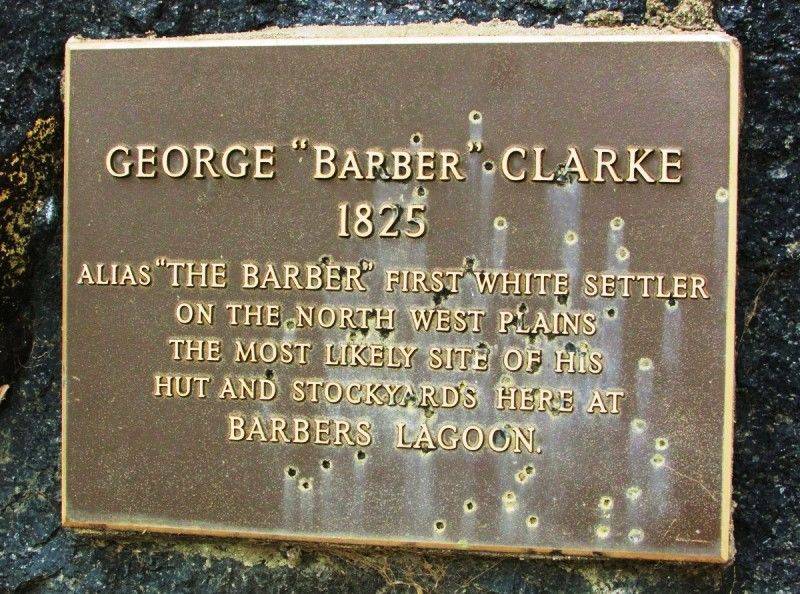 GEORGE "BARBER" CLARKE
1825
ALIAS "THE BARBER" FIRST WHITE SETTLER
ON THE NORTH WEST PLAINS
THE MOST LIKELY SITE OF HIS
HUT AND STOCKYARDS HERE AT
BARBERS LAGOON.